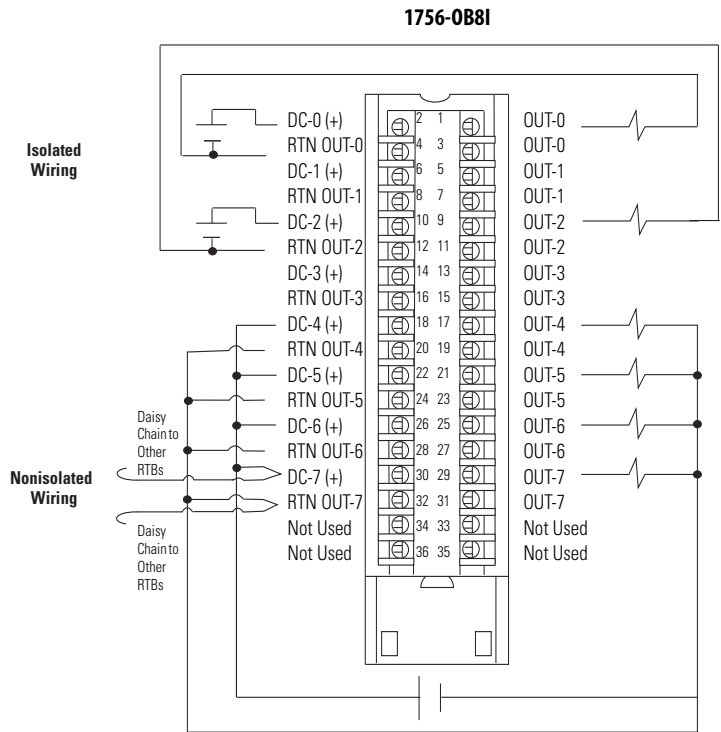 1756-OB8I
Isolated
Wiring
Nonisolated
Wiring
Daisy
Chain to
Other
RTBs
Daisy
Chain to
Other
RTBs
DC-0 (+) 2 1 OUT-0
RTN OUT-0 4 3 OUT-0
DC-1 (+) 6 5 OUT-1
RTN OUT-1 8 7 OUT-1
DC-2 (+) 10 9 OUT-2
RTN OUT-2 12 11 OUT-2
DC-3 (+) 14 13 OUT-3
RTN OUT-3 16 15 OUT-3
DC-4 (+) 18 17 OUT-4
RTN OUT-4 20 19 OUT-4
DC-5 (+) 22 21 OUT-5
RTN OUT-5 24 23 OUT-5
DC-6 (+) 26 25 OUT-6
RTN OUT-6 28 27 OUT-6
DC-7 (+) 30 29 OUT-7
RTN OUT-7 32 31 OUT-7
Not Used 34 33 Not Used
Not Used 36 35 Not Used